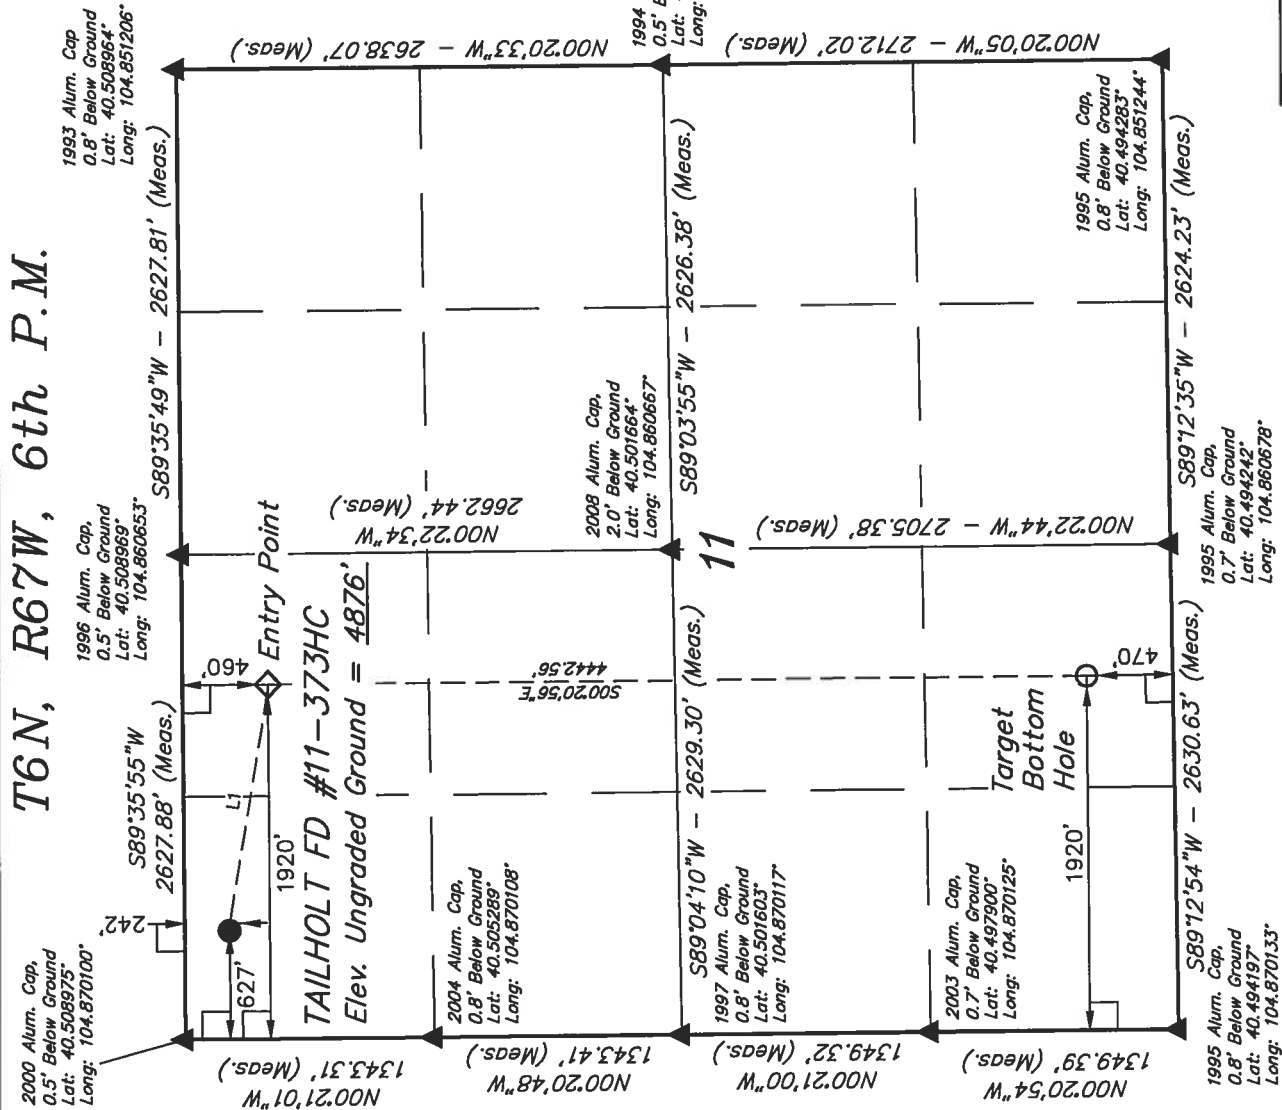 T6N, R67W, 6th P.M.
2000 Alum. Cap,
0.5' Below Ground
Lat: 40.508975°
Long: 104.870100°
1996 Alum. Cap,
0.5' Below Ground
Lat: 40.508969°
Long: 104.860653°
1993 Alum. Cap
0.8' Below Ground
Lat: 40.508964°
Long: 104.851206°
S89°35'55"W
2627.88' (Meas.)
S89°35'49"W – 2627.81' (Meas.)
242'
460'
627'
L1
1920'
Entry Point
TAILHOLT FD #11-373HC
Elev. Ungraded Ground = 4876'
N00°21'01"W
1343.31' (Meas.)
N00°22'34"W
2662.44' (Meas.)
N00°20'33"W – 2638.07' (Meas.)
2004 Alum. Cap,
0.8' Below Ground
Lat: 40.505289°
Long: 104.870108°
N00°20'48"W
1343.41' (Meas.)
2008 Alum. Cap,
2.0' Below Ground
Lat: 40.501664°
Long: 104.860667°
1994
0.5'
Lat:
Long:
S00°20'56"E
4442.56'
S89°04'10"W – 2629.30' (Meas.)
S89°03'55"W – 2626.38' (Meas.)
11
1997 Alum. Cap,
0.8' Below Ground
Lat: 40.501603°
Long: 104.870117°
N00°21'00"W
1349.32' (Meas.)
N00°22'44"W – 2705.38' (Meas.)
N00°20'05"W – 2712.02' (Meas.)
2003 Alum. Cap,
0.7' Below Ground
Lat: 40.497900°
Long: 104.870125°
Target
Bottom
Hole
1920'
470'
N00°20'54"W
1349.39' (Meas.)
1995 Alum. Cap,
0.8' Below Ground
Lat: 40.494283°
Long: 104.851244°
S89°12'54"W – 2630.63' (Meas.)
S89°12'35"W – 2624.23' (Meas.)
1995 Alum. Cap,
0.8' Below Ground
Lat: 40.494197°
Long: 104.870133°
1995 Alum. Cap,
0.7' Below Ground
Lat: 40.494242°
Long: 104.860678°